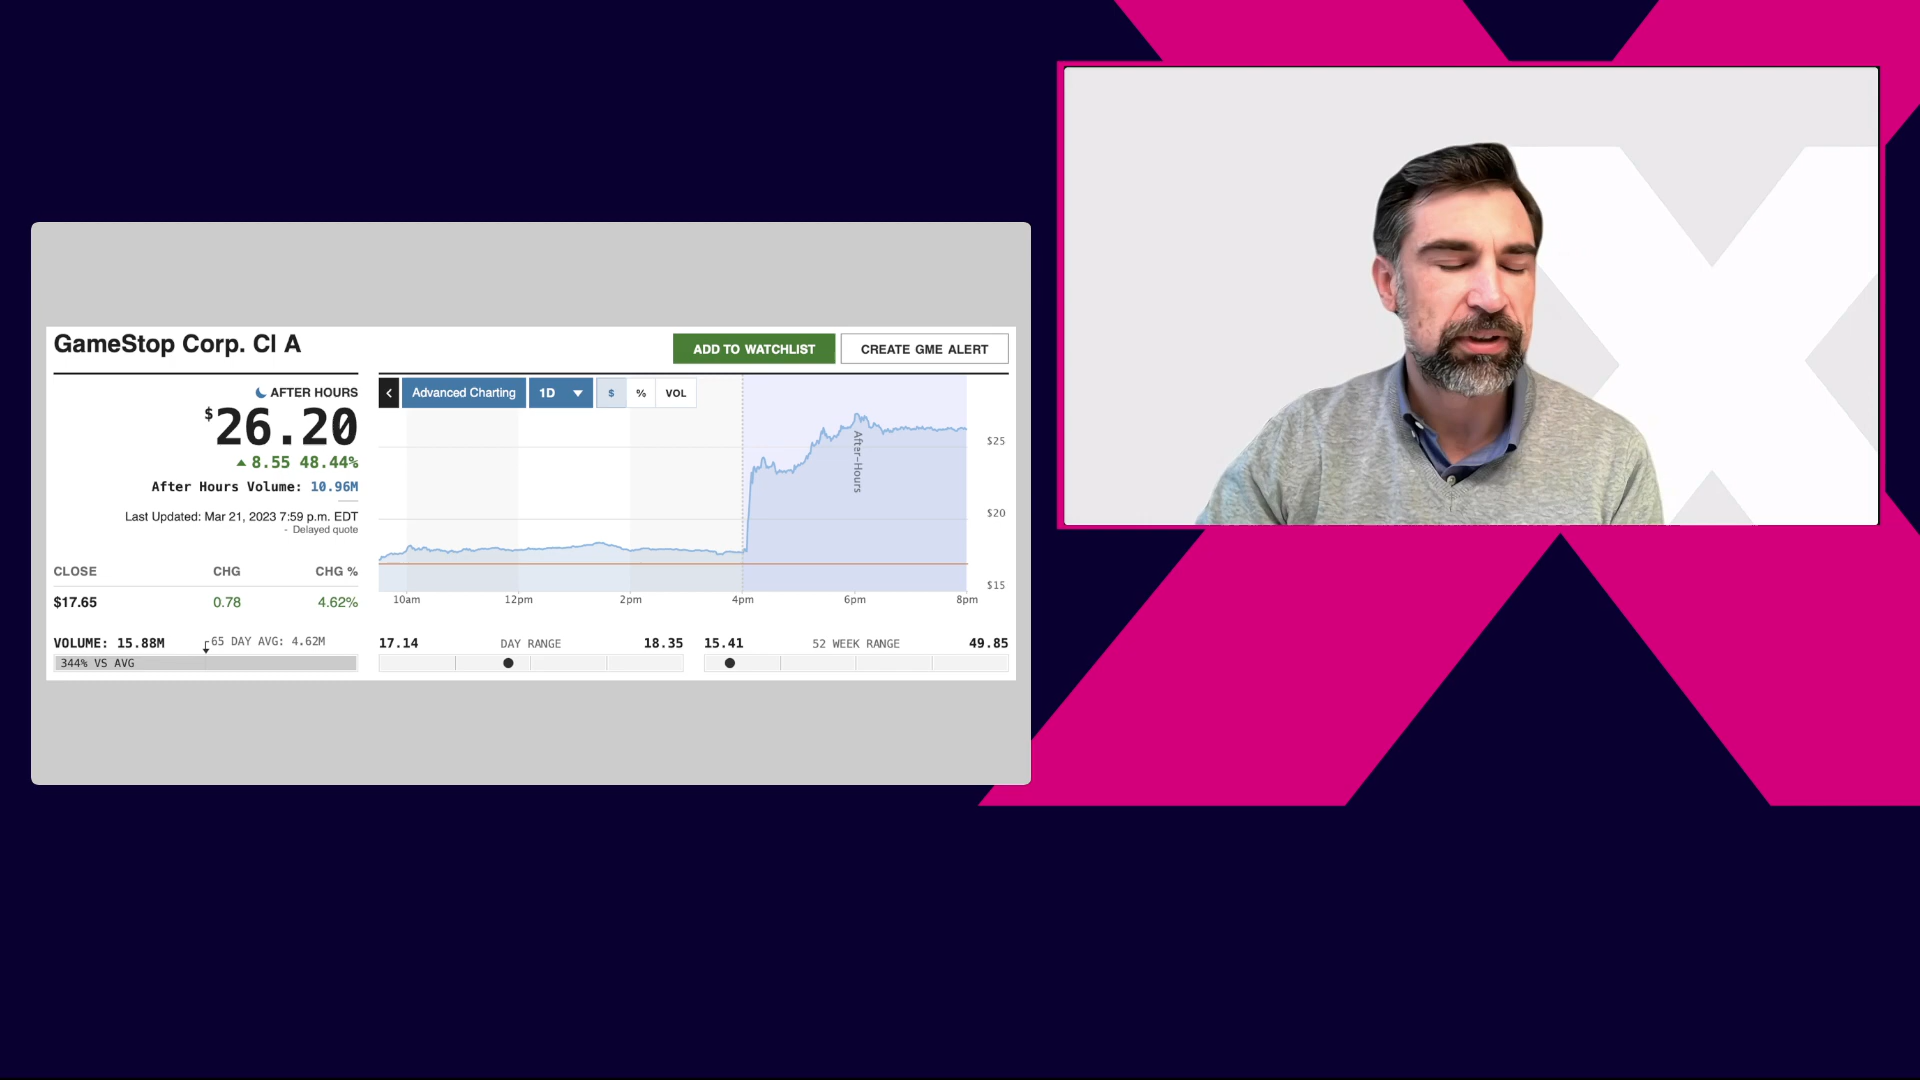 GameStop Corp. Cl A
ADD TO WATCHLIST
CREATE GME ALERT
AFTER HOURS
$26.20
8.55 48.44%
After Hours Volume: 10.96M
Last Updated: Mar 21, 2023 7:59 p.m. EDT
- Delayed quote
CLOSE CHG CHG %
$17.65 0.78 4.62%
VOLUME: 15.88M 65 DAY AVG: 4.62M
344% VS AVG
Advanced Charting 1D $ % VOL
After-Hours
$25
$20
$15
10am 12pm 2pm 4pm 6pm 8pm
17.14 DAY RANGE 18.35
15.41 52 WEEK RANGE 49.85